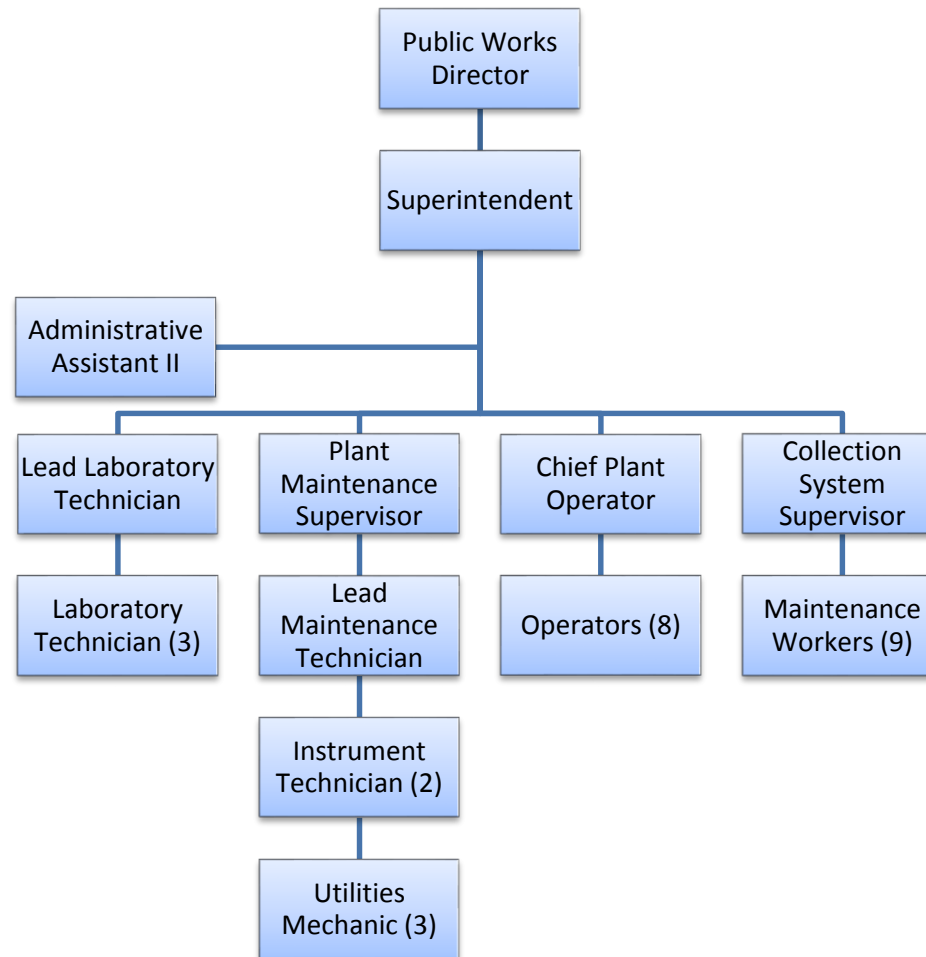 Public Works
Director
Superintendent
Administrative
Assistant II
Lead Laboratory
Technician
Plant
Maintenance
Supervisor
Chief Plant
Operator
Collection
System
Supervisor
Laboratory
Technician (3)
Lead
Maintenance
Technician
Operators (8)
Maintenance
Workers (9)
Instrument
Technician (2)
Utilities
Mechanic (3)